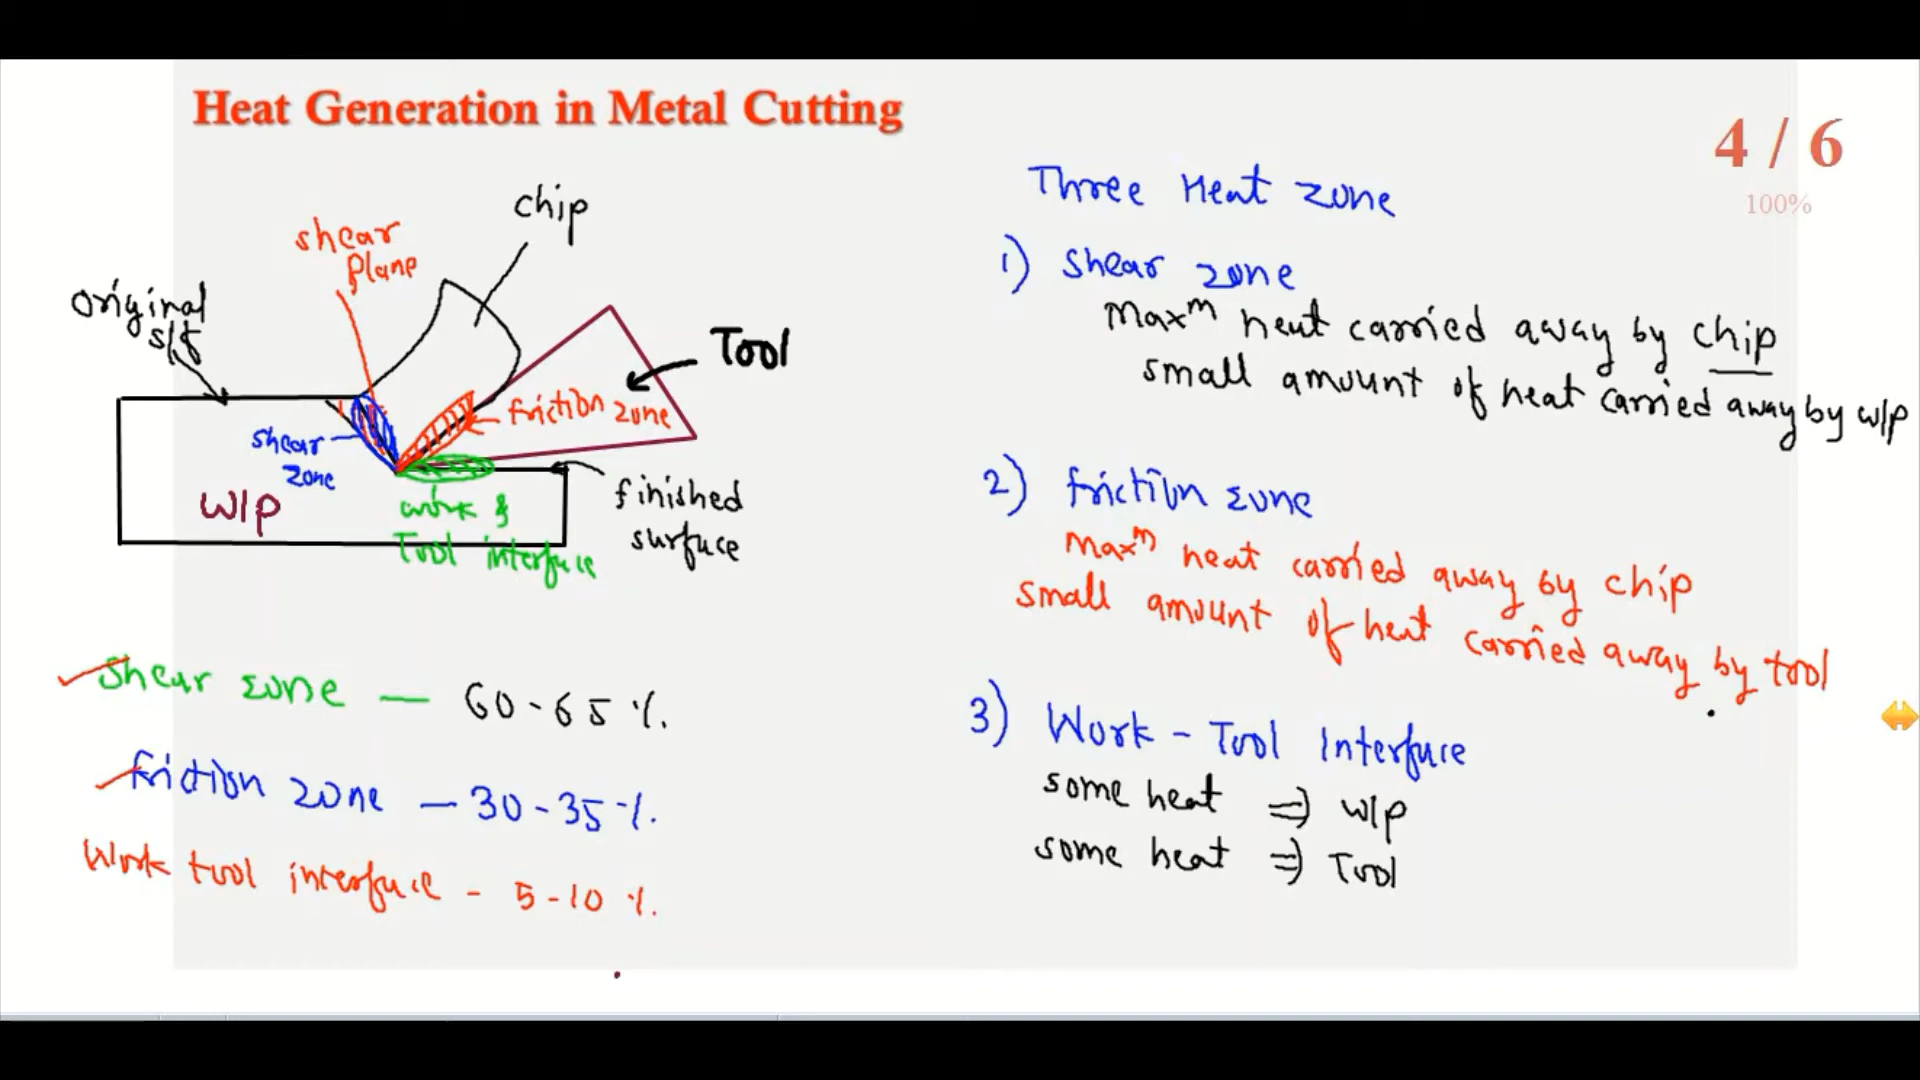 Heat Generation in Metal Cutting
4 / 6
100%
chip
shear
plane
original
s/f
Tool
friction zone
shear
zone
W/P
work &
Tool interface
finished
surface
Shear zone — 60-65 %.
friction zone — 30-35 %.
Work tool interface - 5-10 %.
Three Heat zone
1) Shear zone
Maxᵐ heat carried away by chip
small amount of heat carried away by w/p
2) friction zone
Maxᵐ heat carried away by chip
small amount of heat carried away by tool
3) Work - Tool Interface
some heat ⇒ W/P
some heat ⇒ Tool